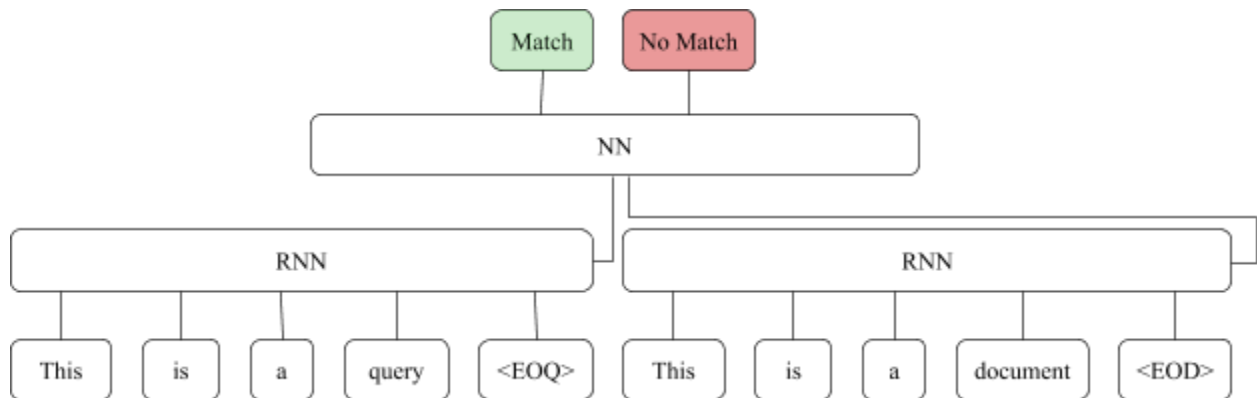 Match No Match
NN
RNN RNN
This is a query <EOQ> This is a document <EOD>